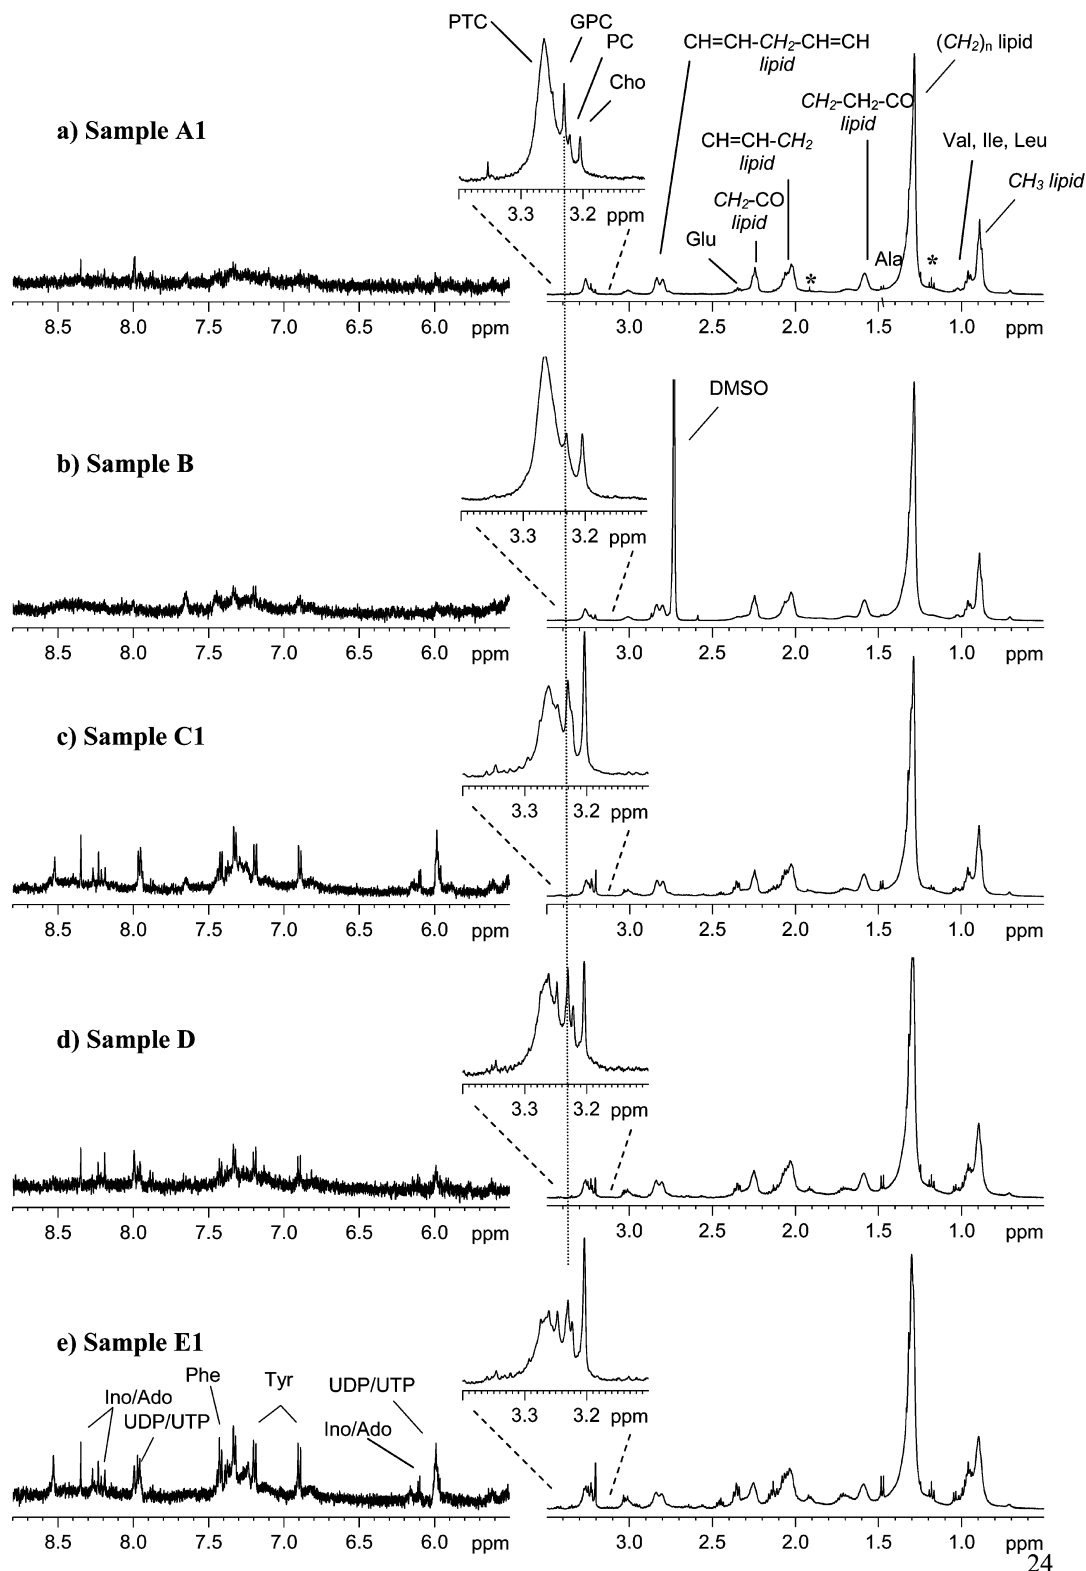 PTC
GPC
PC
Cho
CH=CH-CH2-CH=CH
lipid
(CH2)n lipid
a) Sample A1
CH=CH-CH2
lipid
CH2-CH2-CO
lipid
Val, Ile, Leu
CH3 lipid
CH2-CO
lipid
Glu
Ala
*
*
3.3 3.2 ppm
8.5 8.0 7.5 7.0 6.5 6.0 ppm
3.0 2.5 2.0 1.5 1.0 ppm
DMSO
b) Sample B
3.3 3.2 ppm
8.5 8.0 7.5 7.0 6.5 6.0 ppm
3.0 2.5 2.0 1.5 1.0 ppm
c) Sample C1
3.3 3.2 ppm
8.5 8.0 7.5 7.0 6.5 6.0 ppm
3.0 2.5 2.0 1.5 1.0 ppm
d) Sample D
3.3 3.2 ppm
8.5 8.0 7.5 7.0 6.5 6.0 ppm
3.0 2.5 2.0 1.5 1.0 ppm
e) Sample E1
Ino/Ado
UDP/UTP
Phe
Tyr
UDP/UTP
Ino/Ado
3.3 3.2 ppm
8.5 8.0 7.5 7.0 6.5 6.0 ppm
3.0 2.5 2.0 1.5 1.0 ppm
24